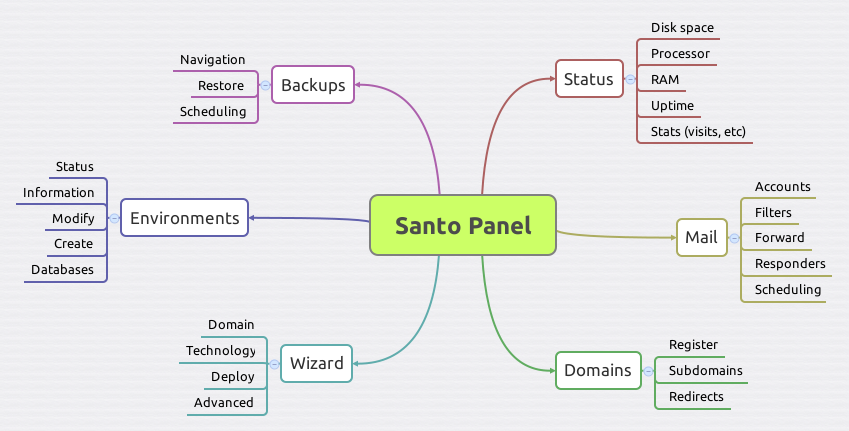 Santo Panel
Backups
Navigation
Restore
Scheduling
Environments
Status
Information
Modify
Create
Databases
Wizard
Domain
Technology
Deploy
Advanced
Status
Disk space
Processor
RAM
Uptime
Stats (visits, etc)
Mail
Accounts
Filters
Forward
Responders
Scheduling
Domains
Register
Subdomains
Redirects